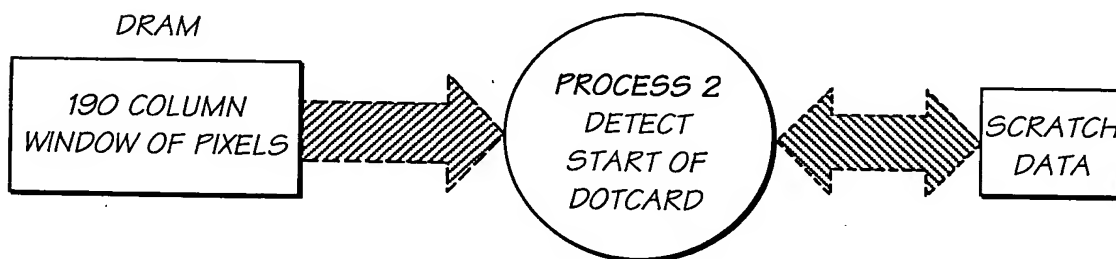 DRAM
190 COLUMN
WINDOW OF PIXELS
PROCESS 2
DETECT
START OF
DOTCARD
SCRATCH
DATA